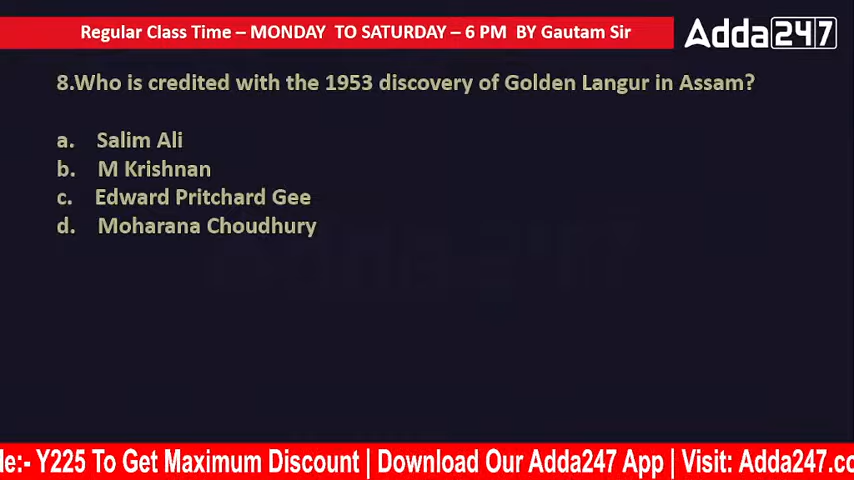 Regular Class Time – MONDAY TO SATURDAY – 6 PM BY Gautam Sir
Adda247
8.Who is credited with the 1953 discovery of Golden Langur in Assam?
a. Salim Ali
b. M Krishnan
c. Edward Pritchard Gee
d. Moharana Choudhury
de:- Y225 To Get Maximum Discount | Download Our Adda247 App | Visit: Adda247.co